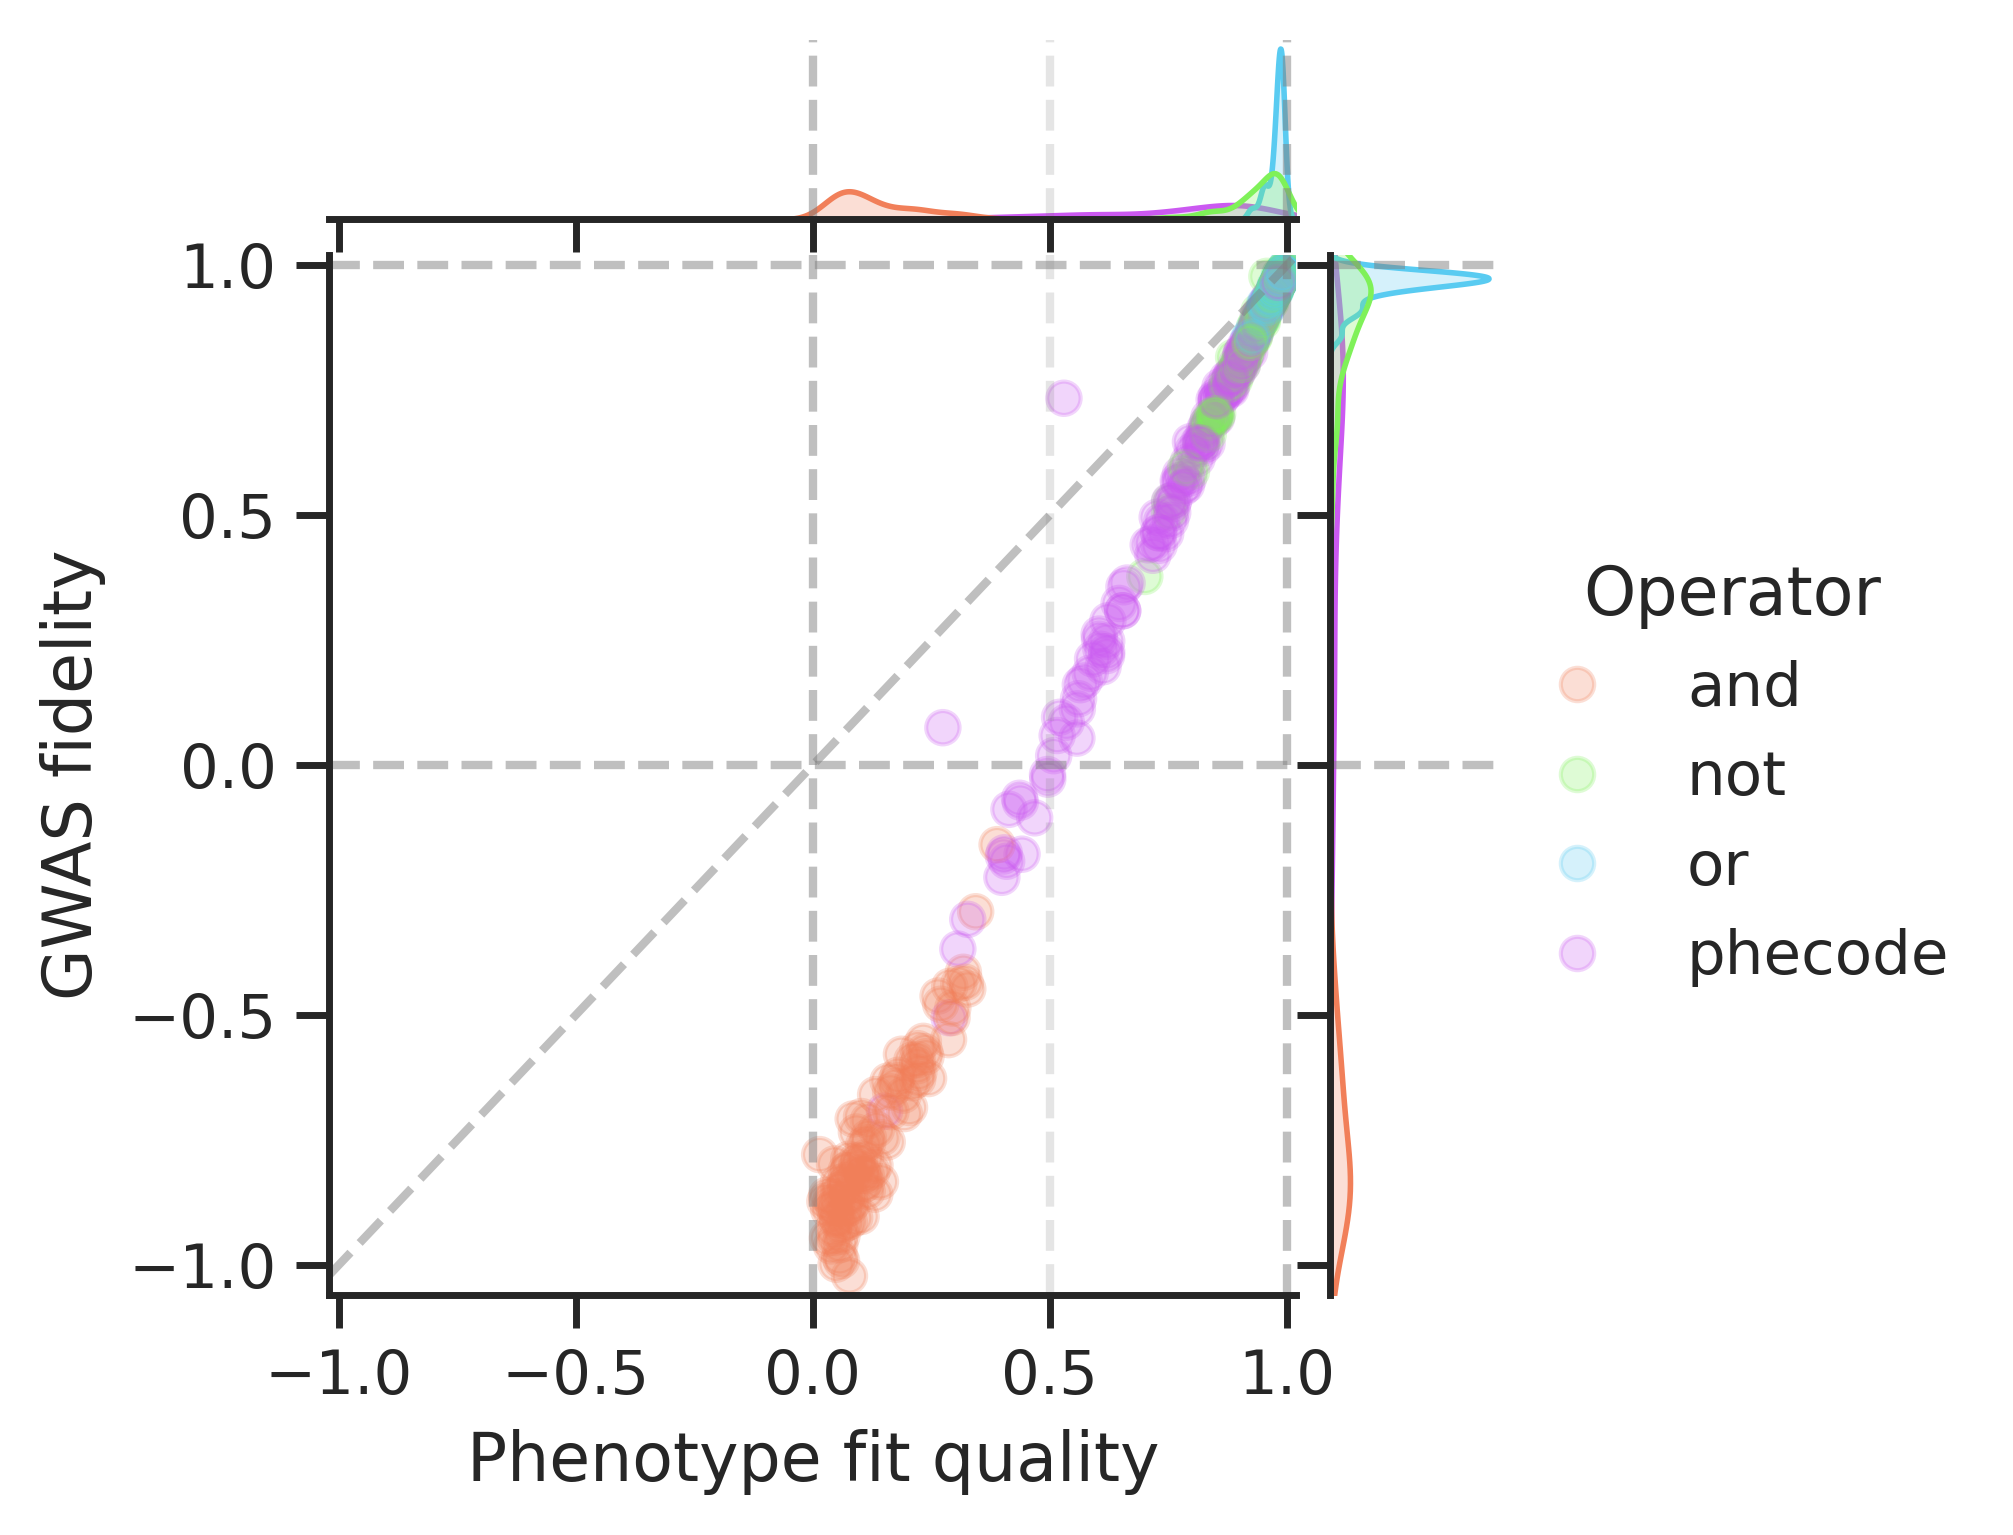 1.0
0.5
0.0
−0.5
−1.0
GWAS fidelity
−1.0 −0.5 0.0 0.5 1.0
Phenotype fit quality
Operator
and
not
or
phecode